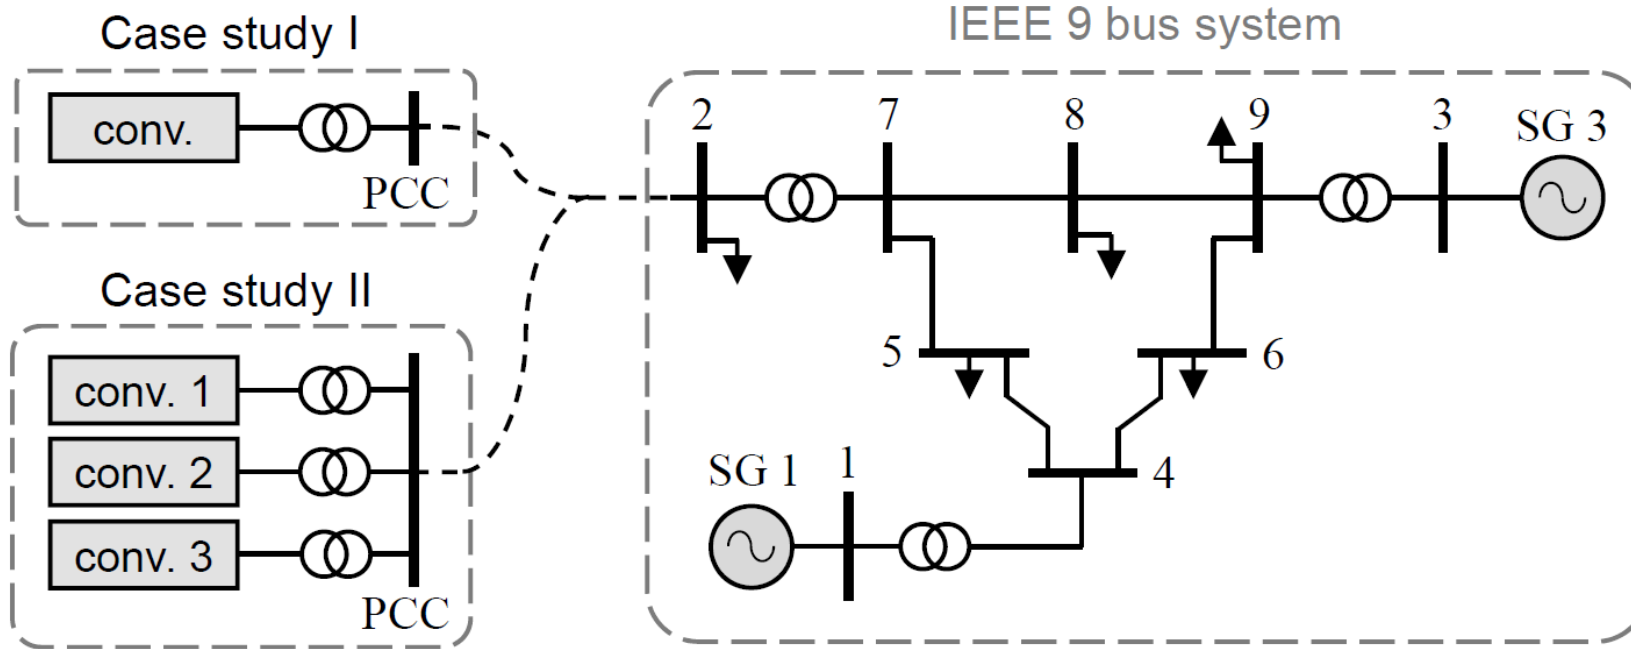 Case study I
conv.
PCC
Case study II
conv. 1
conv. 2
conv. 3
PCC
IEEE 9 bus system
2
7
8
9
3
SG 3
5
6
SG 1
1
4